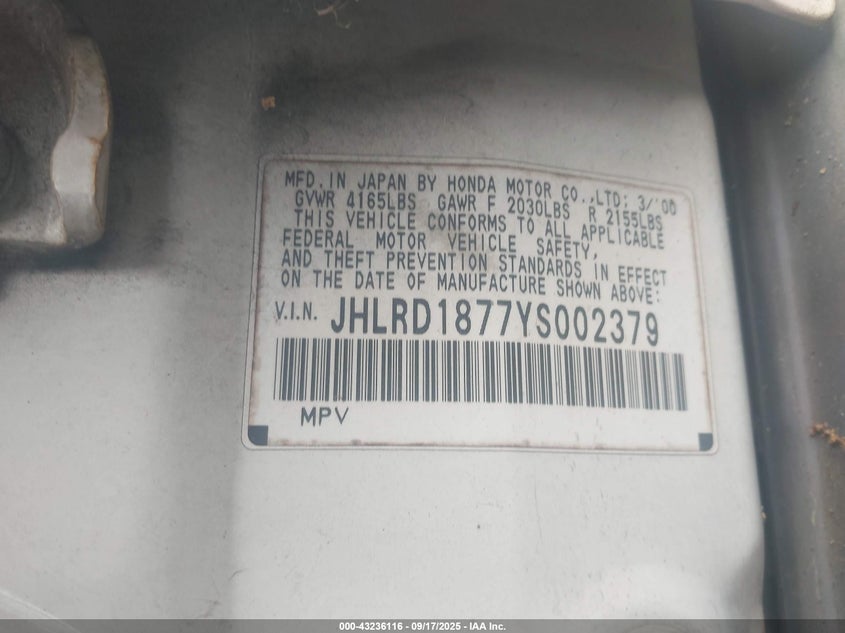 MFD. IN JAPAN BY HONDA MOTOR CO.,LTD; 3/'00
GVWR 4165LBS GAWR F 2030LBS R 2155LBS
THIS VEHICLE CONFORMS TO ALL APPLICABLE
FEDERAL MOTOR VEHICLE SAFETY,
AND THEFT PREVENTION STANDARDS IN EFFECT
ON THE DATE OF MANUFACTURE SHOWN ABOVE:
V.I.N. JHLRD1877YS002379
MPV
000-43236116 - 09/17/2025 - IAA Inc.